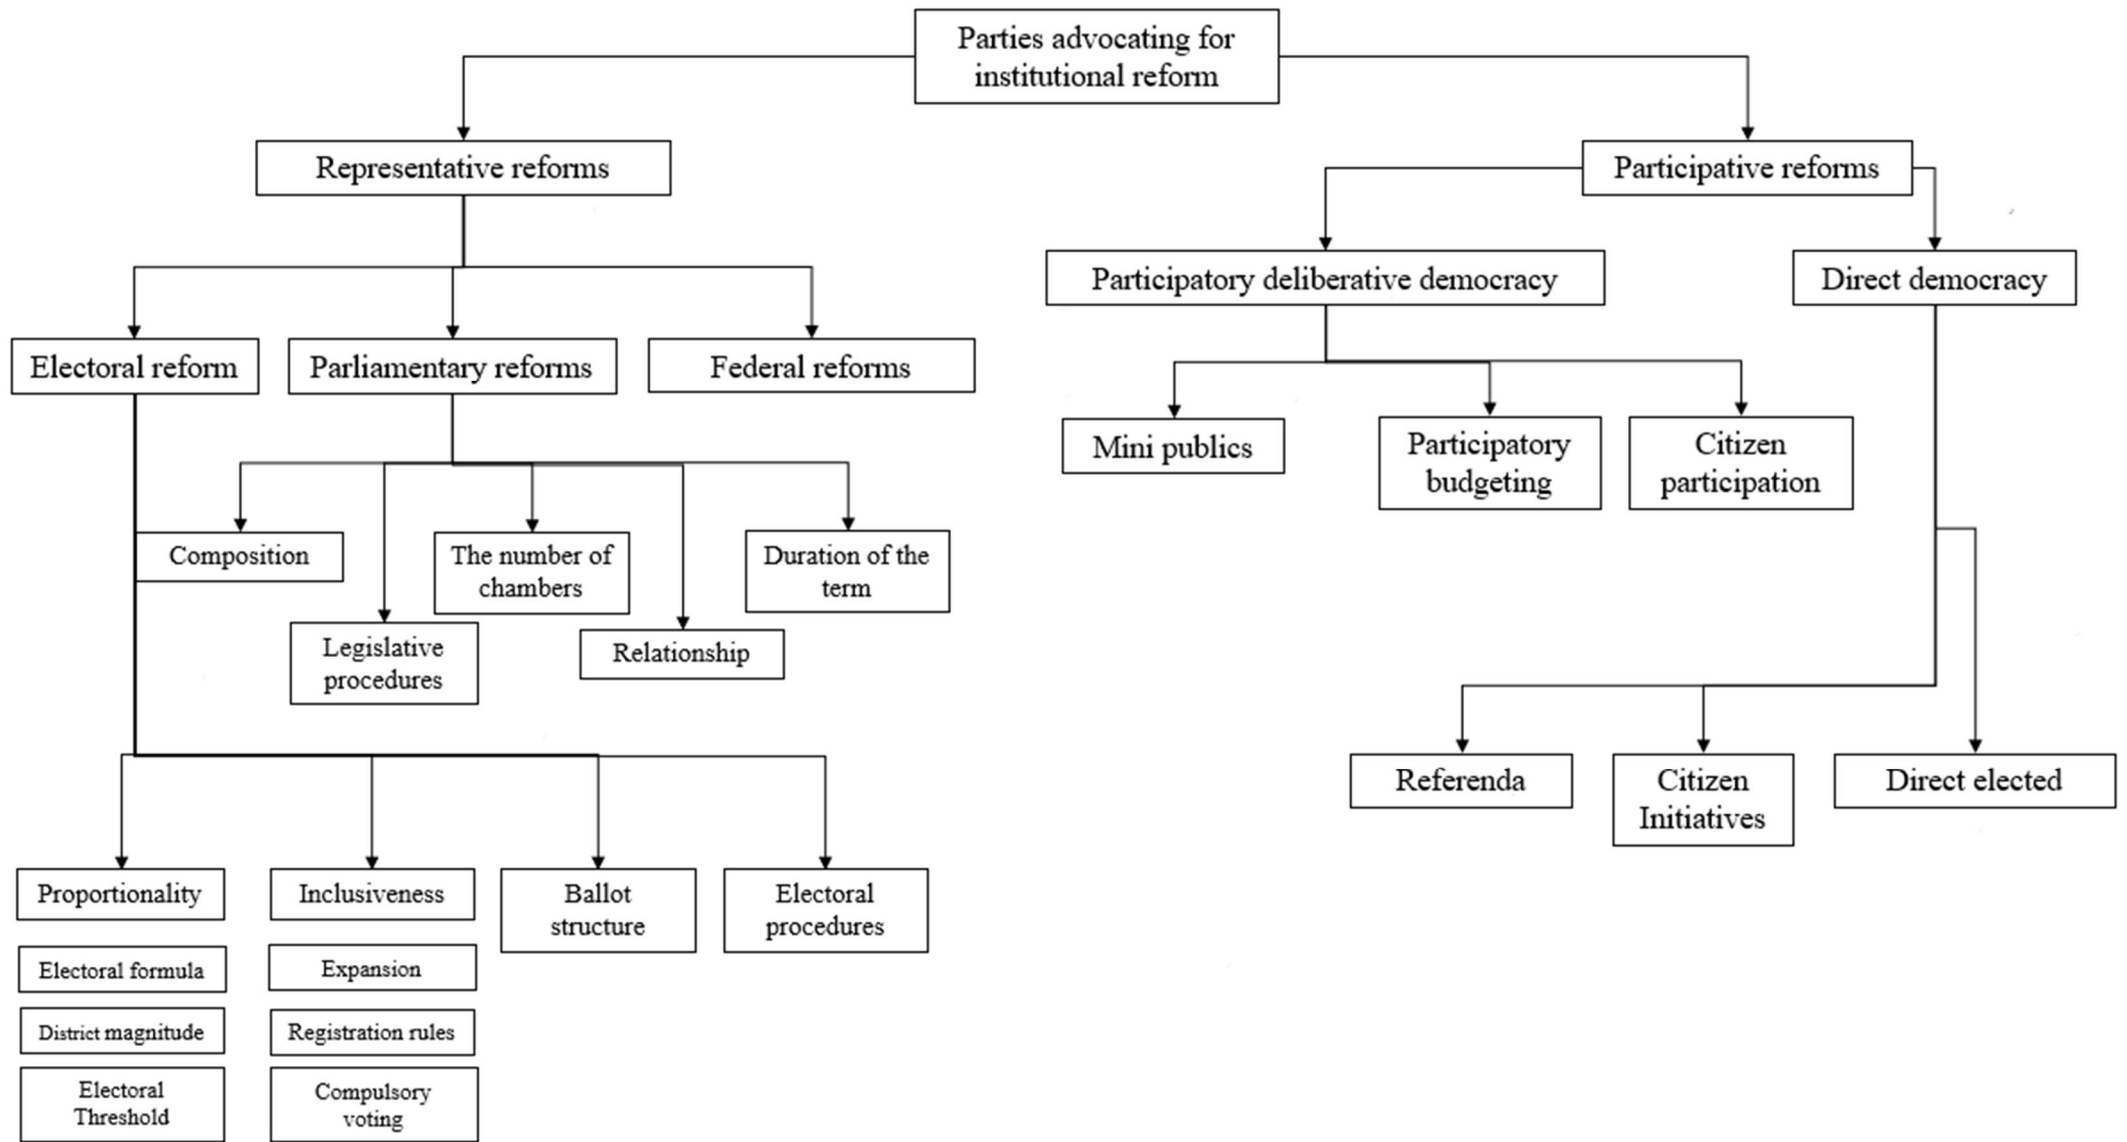 Parties advocating for
institutional reform
Representative reforms
Participative reforms
Participatory deliberative democracy
Direct democracy
Electoral reform
Parliamentary reforms
Federal reforms
Mini publics
Participatory
budgeting
Citizen
participation
Composition
The number of
chambers
Duration of the
term
Legislative
procedures
Relationship
Referenda
Citizen
Initiatives
Direct elected
Proportionality
Inclusiveness
Ballot
structure
Electoral
procedures
Electoral formula
Expansion
District magnitude
Registration rules
Electoral
Threshold
Compulsory
voting